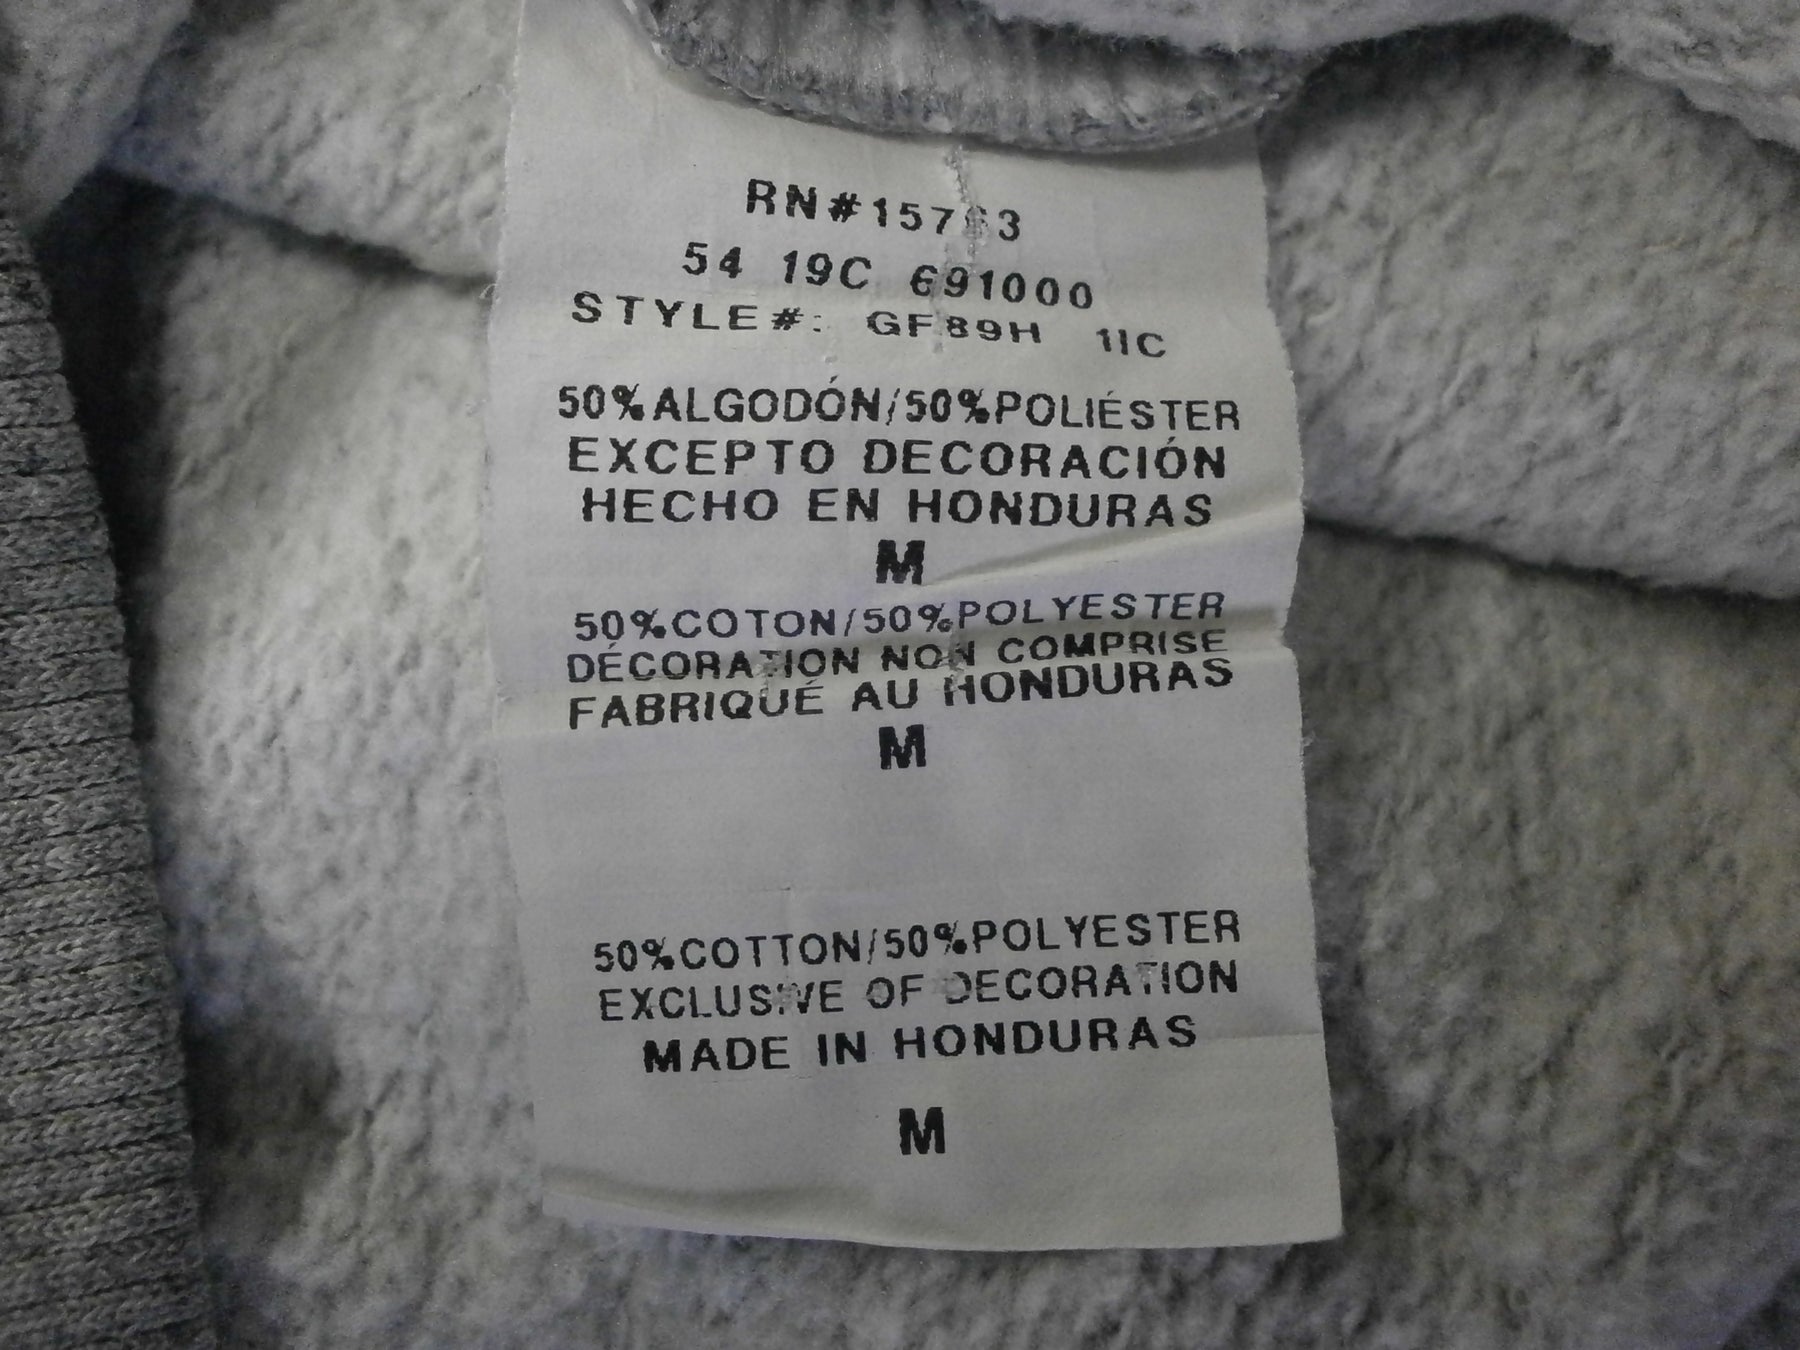 54 19C 691000
STYLE#: GF89H 1IC
50%ALGODÓN/50%POLIÉSTER
EXCEPTO DECORACIÓN
HECHO EN HONDURAS
M
50%COTON/50%POLYESTER
DÉCORATION NON COMPRISE
FABRIQUÉ AU HONDURAS
M
50%COTTON/50%POLYESTER
EXCLUSIVE OF DECORATION
MADE IN HONDURAS
M